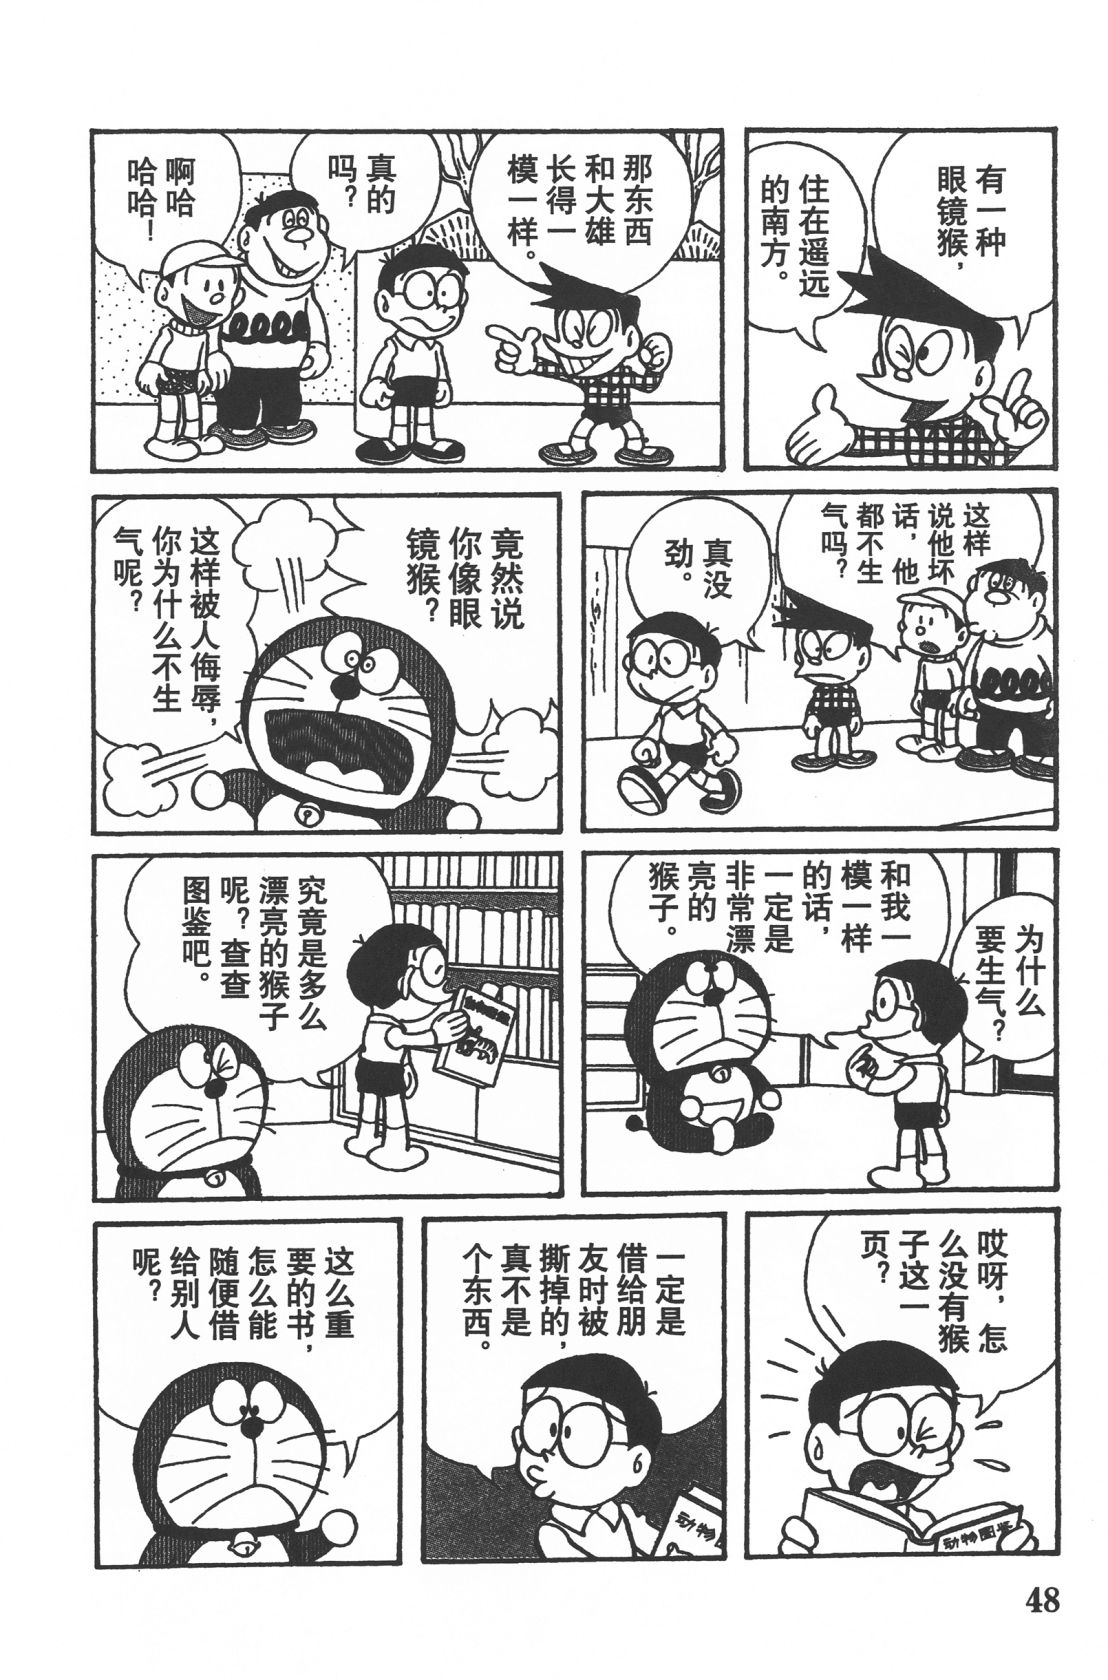 有一种
眼镜猴，
住在遥远
的南方。
那东西
和大雄
长得一
模一样。
真的
吗？
啊哈
哈哈！
这样
说他坏
话，他
都不生
气吗？
真没
劲。
竟然说
你像眼
镜猴？
这样被人侮辱，
你为什么不生
气呢？
为什么
要生气？
和我一
模一样
的话，
一定是
非常漂
亮的
猴子。
究竟是多么
漂亮的猴子
呢？查查
图鉴吧。
哎呀，怎
么没有猴
子这一
页？
动物图鉴
一定是
借给朋
友时被
撕掉的，
真不是
个东西。
动物
这么重
要的书，
怎么能
随便借
给别人
呢？
48